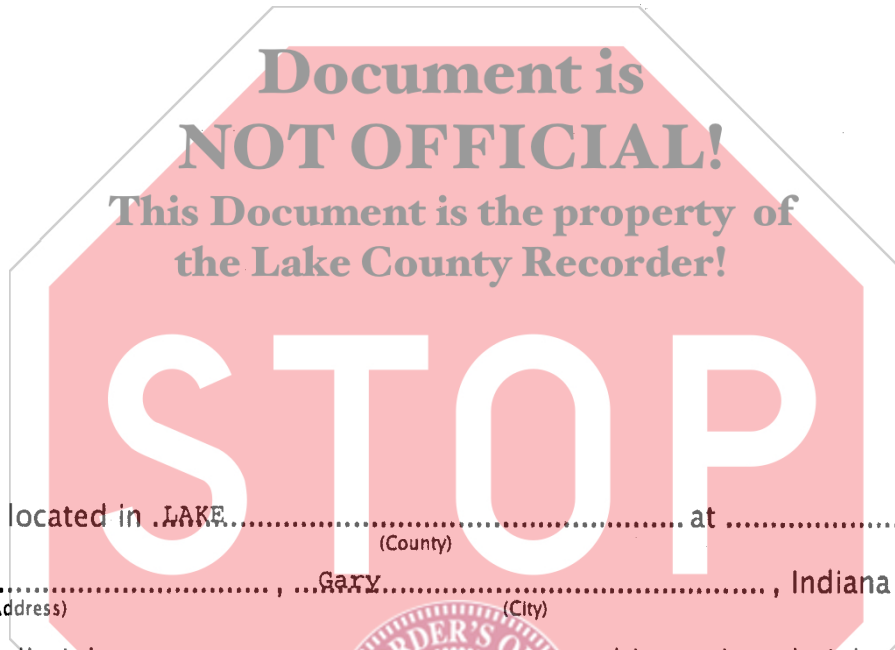 Document is
NOT OFFICIAL!
This Document is the property of
the Lake County Recorder!
STOP
located in LAKE at
(County)
, Gary , Indiana
(City)